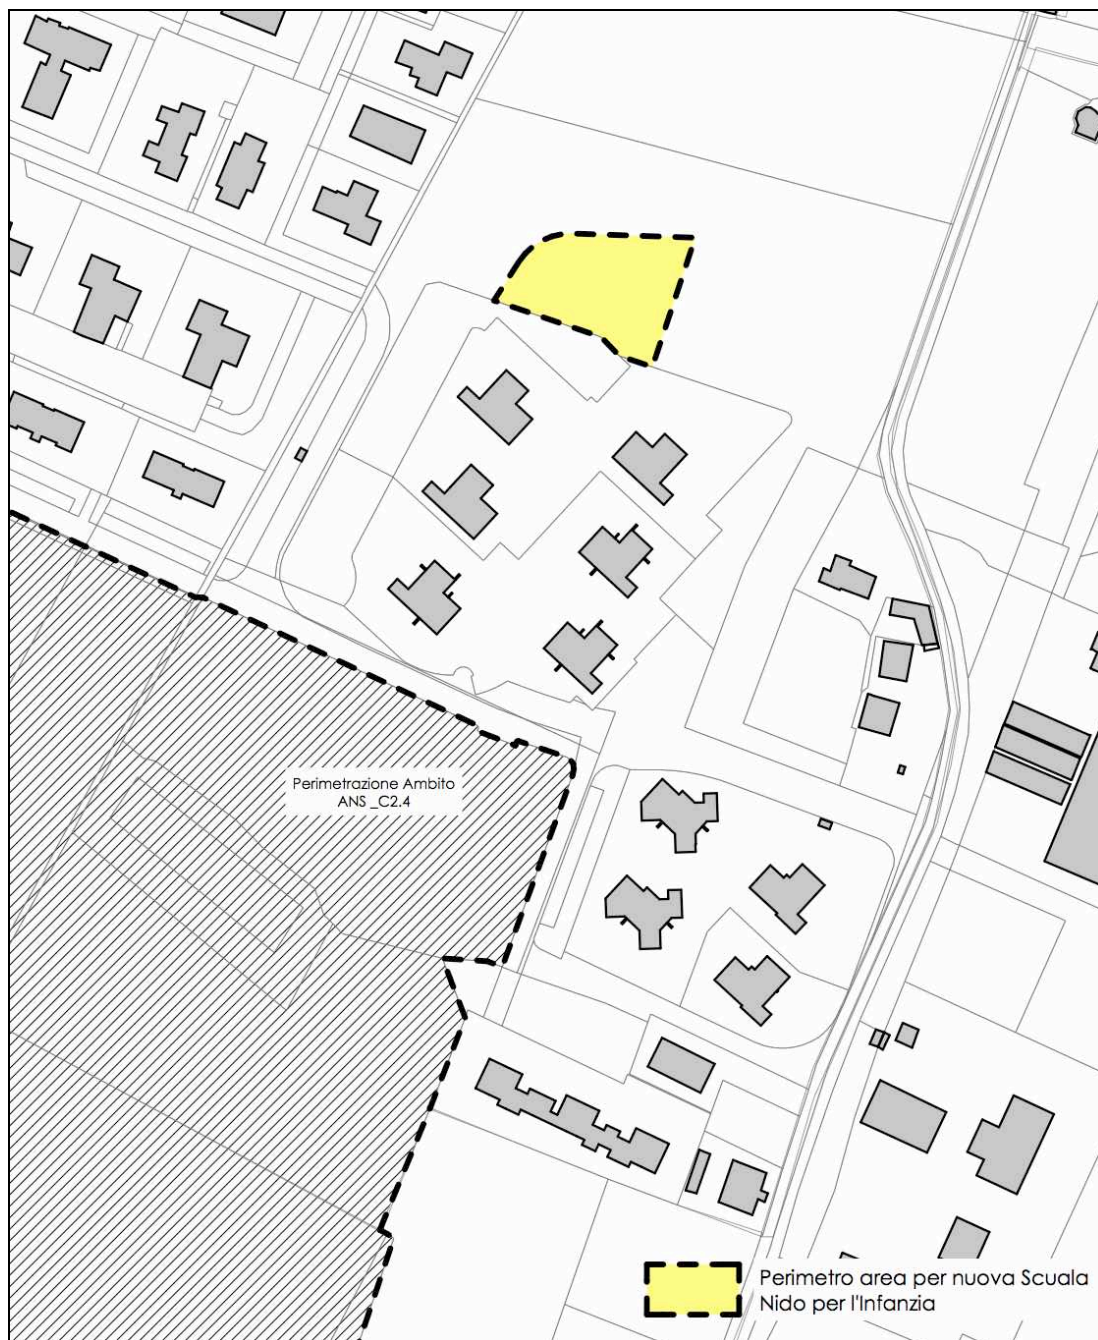 Perimetrazione Ambito
ANS _C2.4
Perimetro area per nuova Scuala
Nido per l'Infanzia